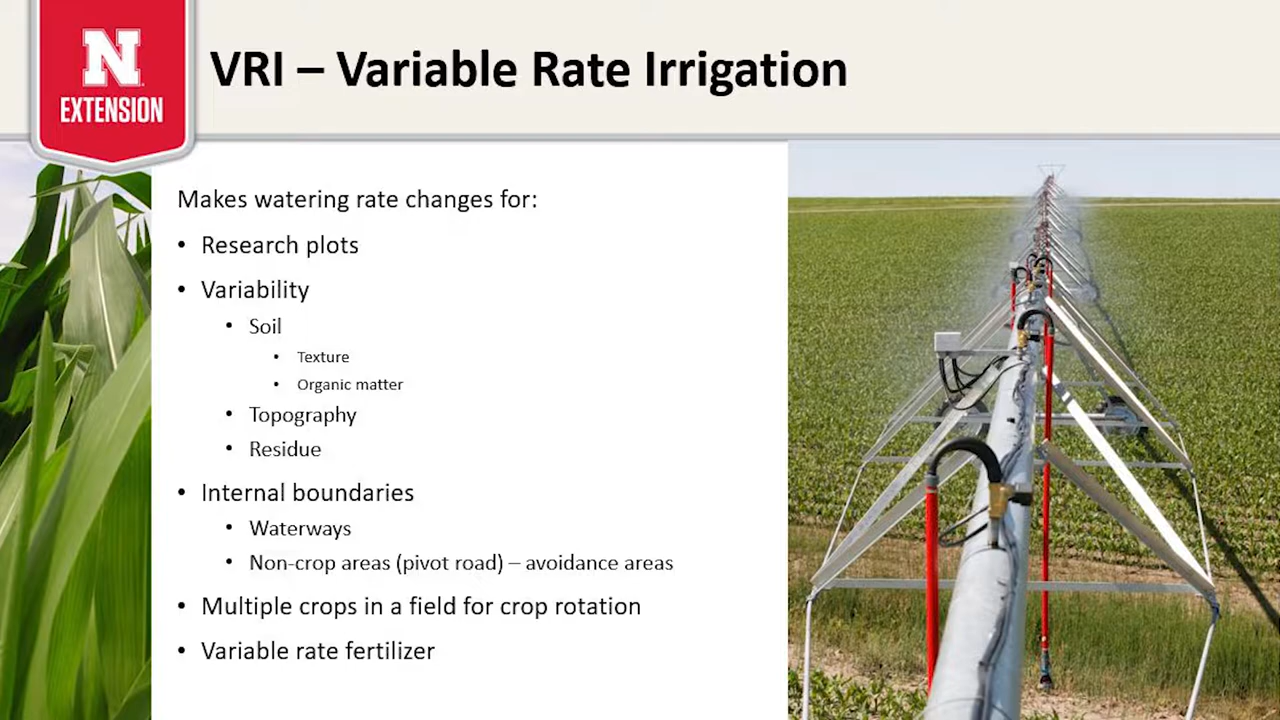 N
EXTENSION
VRI – Variable Rate Irrigation
Makes watering rate changes for:
• Research plots
• Variability
• Soil
• Texture
• Organic matter
• Topography
• Residue
• Internal boundaries
• Waterways
• Non-crop areas (pivot road) – avoidance areas
• Multiple crops in a field for crop rotation
• Variable rate fertilizer